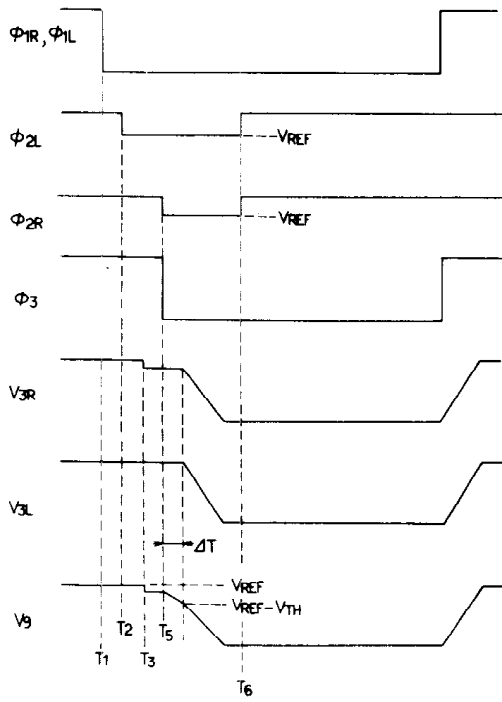 Φ1R, Φ1L
Φ2L
VREF
Φ2R
VREF
Φ3
V3R
V3L
ΔT
VREF
VREF-VTH
V9
T2
T5
T1
T3
T6